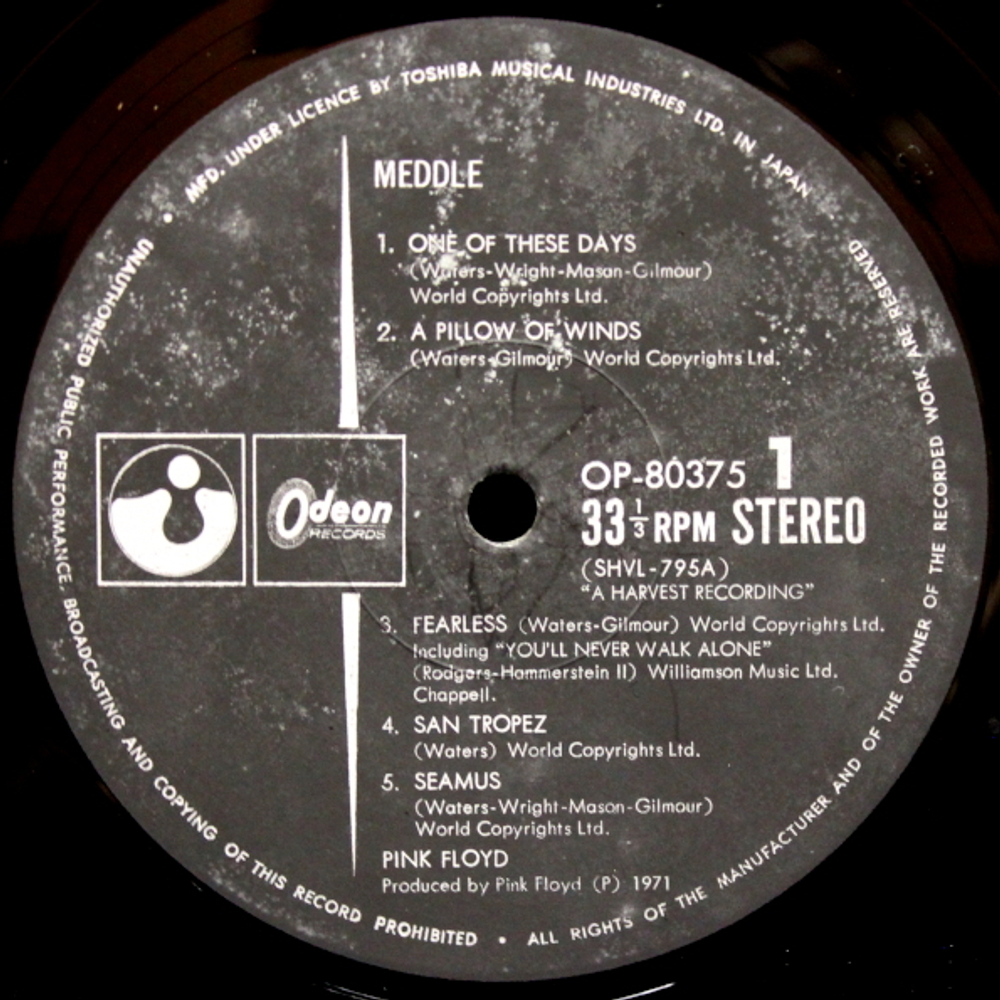 MFD. UNDER LICENCE BY TOSHIBA MUSICAL INDUSTRIES LTD. IN JAPAN
MEDDLE
1. ONE OF THESE DAYS
(Waters-Wright-Mason-Gilmour)
World Copyrights Ltd.
2. A PILLOW OF WINDS
(Waters-Gilmour) World Copyrights Ltd.
Odeon
RECORDS
OP-80375 1
33 1/3 RPM STEREO
(SHVL-795A)
"A HARVEST RECORDING"
3. FEARLESS (Waters-Gilmour) World Copyrights Ltd.
Including "YOU'LL NEVER WALK ALONE"
(Rodgers-Hammerstein II) Williamson Music Ltd.
Chappell.
4. SAN TROPEZ
(Waters) World Copyrights Ltd.
5. SEAMUS
(Waters-Wright-Mason-Gilmour)
World Copyrights Ltd.
PINK FLOYD
Produced by Pink Floyd (P) 1971
UNAUTHORIZED PUBLIC PERFORMANCE, BROADCASTING AND COPYING OF THIS RECORD PROHIBITED • ALL RIGHTS OF THE MANUFACTURER AND OF THE OWNER OF THE RECORDED WORK ARE RESERVED •